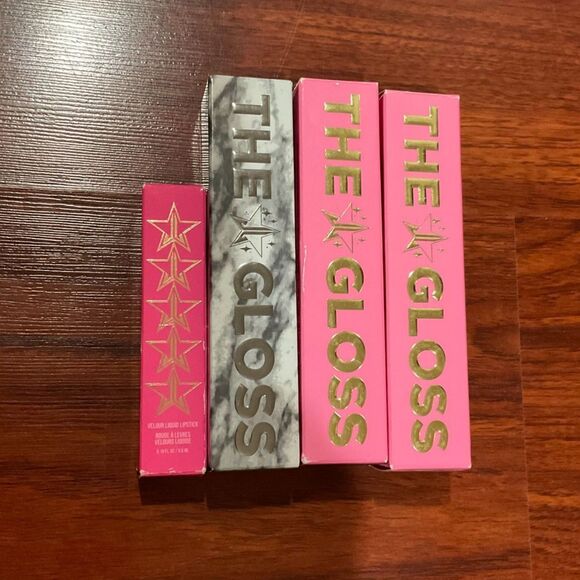 VELOUR LIQUID LIPSTICK
ROUGE À LÈVRES
VELOURS LIQUIDE
THE GLOSS
THE GLOSS
THE GLOSS